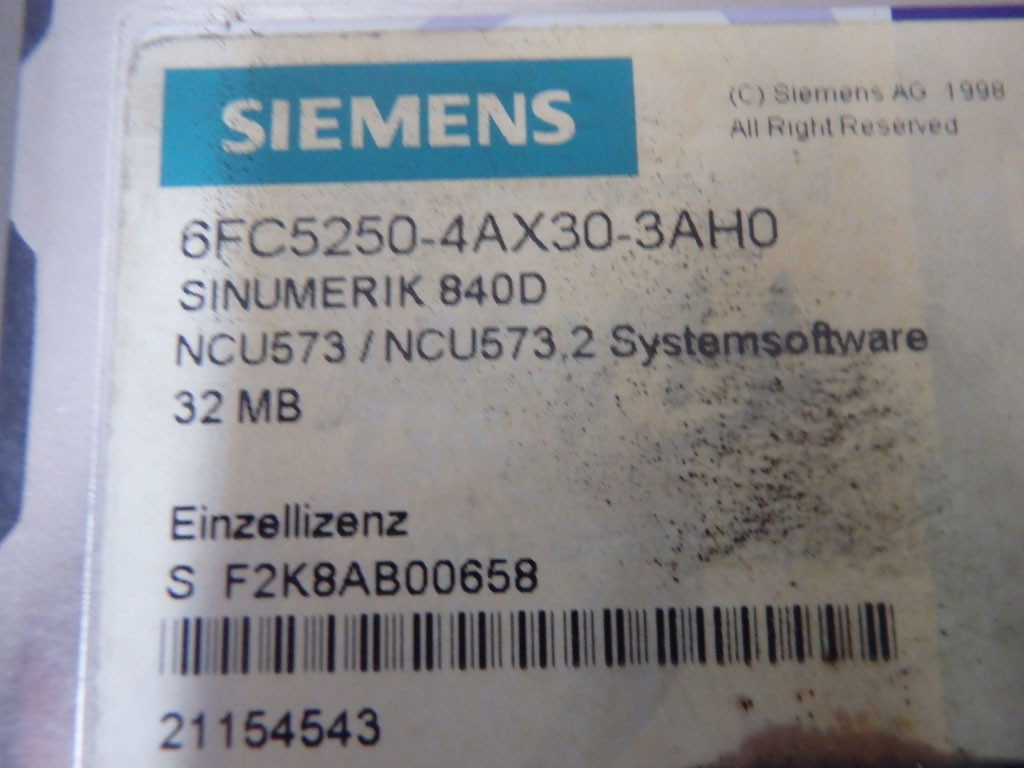 SIEMENS
(C) Siemens AG 1998
All Right Reserved
6FC5250-4AX30-3AH0
SINUMERIK 840D
NCU573 / NCU573.2 Systemsoftware
32 MB
Einzellizenz
S F2K8AB00658
21154543